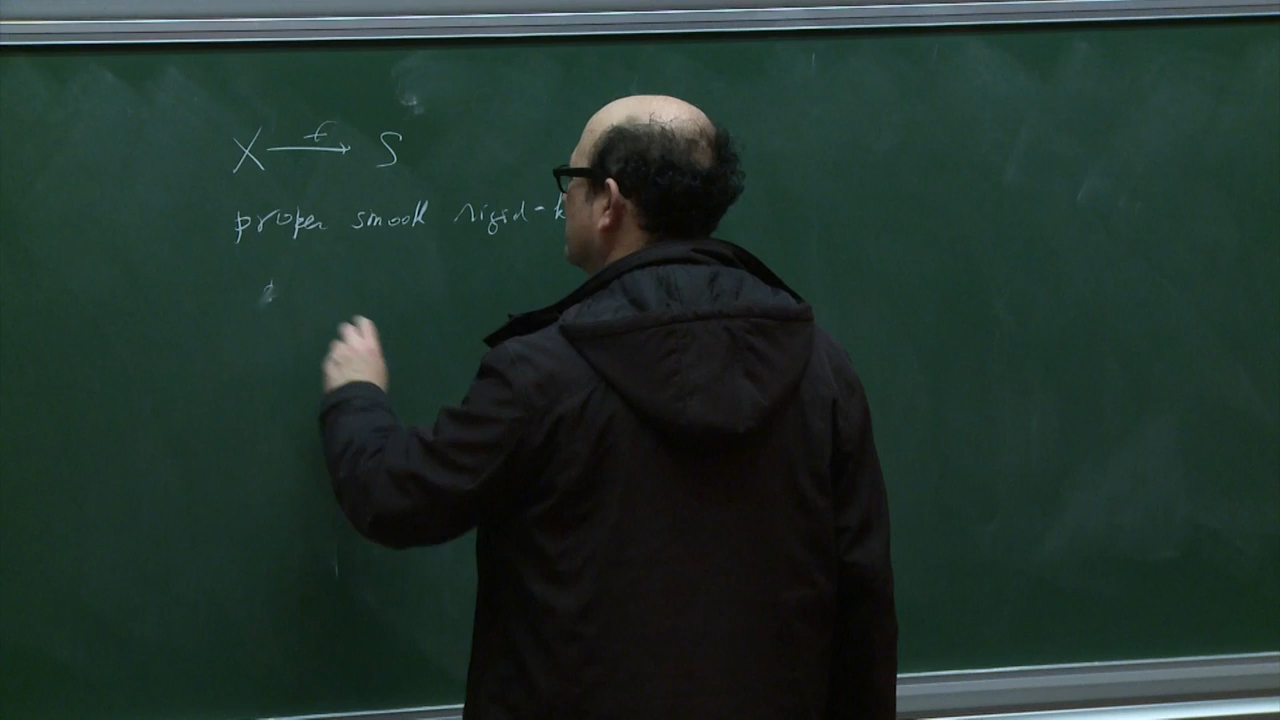 X →f S
proper smooth rigid-k